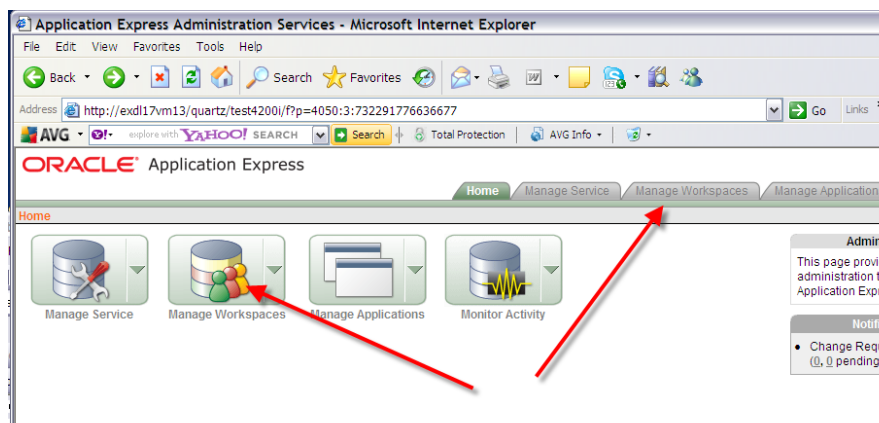 Application Express Administration Services - Microsoft Internet Explorer
File Edit View Favorites Tools Help
Back Search Favorites
Address http://exdl17vm13/quartz/test4200i/f?p=4050:3:732291776636677 Go Links
AVG Y! explore with YAHOO! SEARCH Search Total Protection AVG Info
ORACLE Application Express
Home Manage Service Manage Workspaces Manage Application
Home
Manage Service Manage Workspaces Manage Applications Monitor Activity
Admin
This page provi
administration f
Application Expr
Notifi
Change Requ
(0, 0 pending